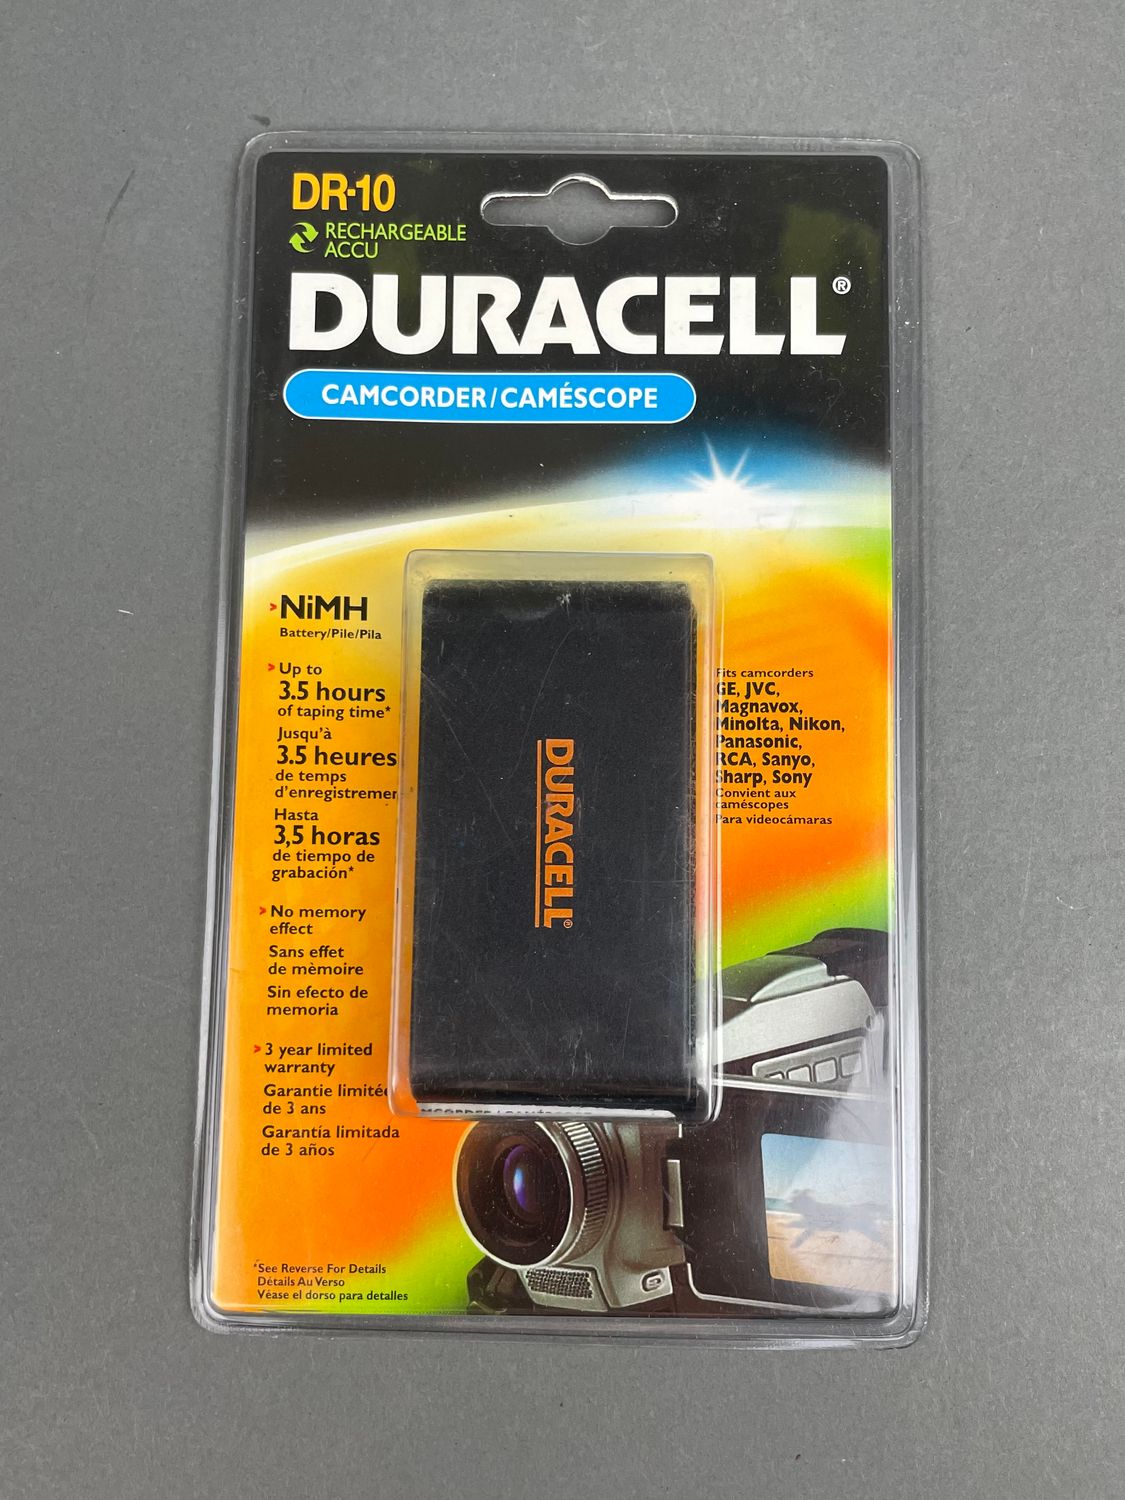 DR-10
RECHARGEABLE
ACCU
DURACELL®
CAMCORDER/CAMÉSCOPE
> NiMH
Battery/Pile/Pila
> Up to
3.5 hours
of taping time*
Jusqu'à
3.5 heures
de temps
Hasta
3,5 horas
de tiempo de
grabación*
> No memory
effect
Sans effet
de mèmoire
Sin efecto de
memoria
> 3 year limited
warranty
Garantie limitée
de 3 ans
Garantía limitada
de 3 años
*See Reverse For Details
Détails Au Verso
Véase el dorso para detalles
DURACELL®
Fits camcorders
GE, JVC,
Magnavox,
Minolta, Nikon,
Panasonic,
RCA, Sanyo,
Sharp, Sony
Convient aux
caméscopes
Para videocámaras